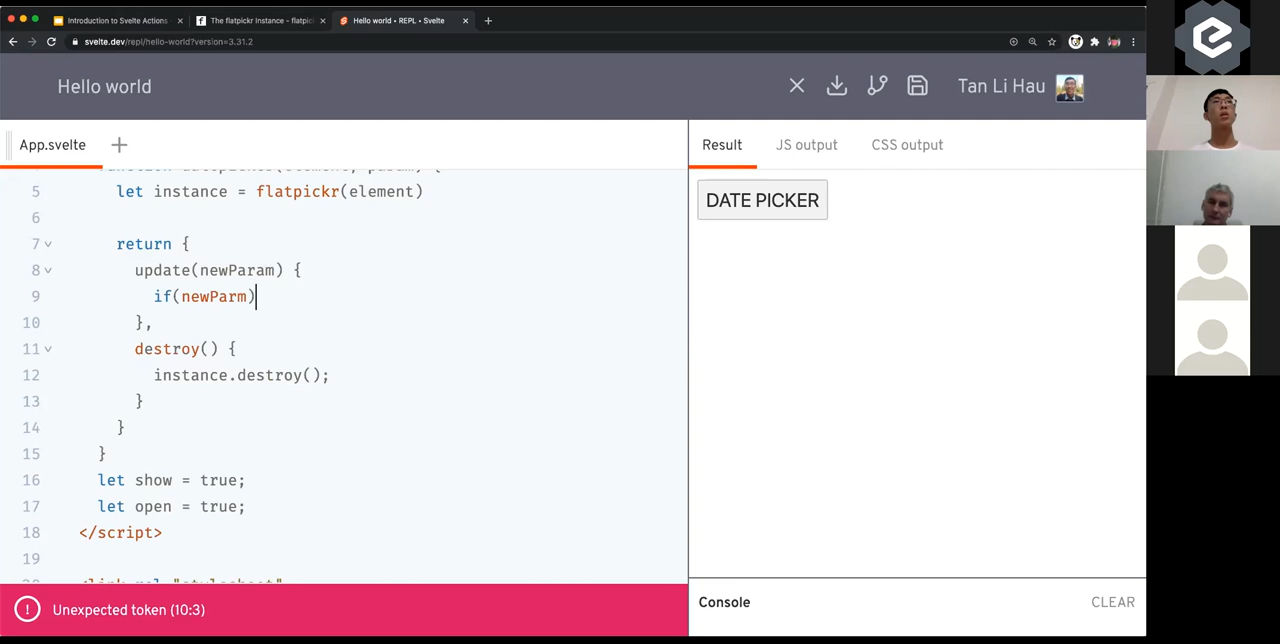 Introduction to Svelte Actions
The flatpickr Instance - flatpic
Hello world • REPL • Svelte
svelte.dev/repl/hello-world?version=3.31.2
Hello world
Tan Li Hau
App.svelte
Result
JS output
CSS output
DATE PICKER
5 let instance = flatpickr(element)
6
7 return {
8 update(newParam) {
9 if(newParm)
10 },
11 destroy() {
12 instance.destroy();
13 }
14 }
15 }
16 let show = true;
17 let open = true;
18 </script>
19
Unexpected token (10:3)
Console
CLEAR